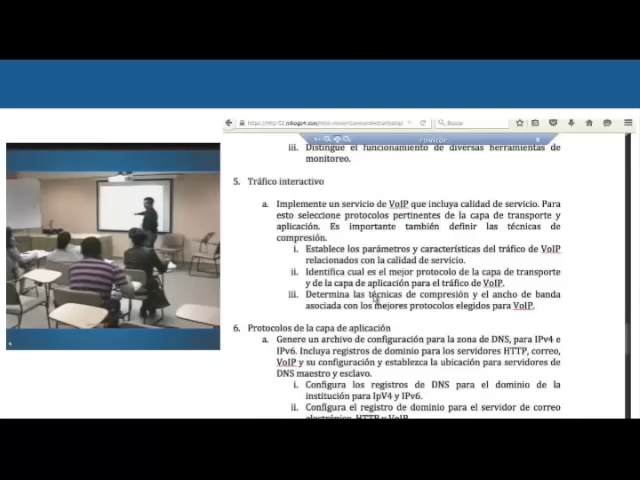 Buscar
rovitor
iii. Distingue el funcionamiento de diversas herramientas de
monitoreo.
5. Tráfico interactivo
a. Implemente un servicio de VoIP que incluya calidad de servicio. Para
esto seleccione protocolos pertinentes de la capa de transporte y
aplicación. Es importante también definir las técnicas de
compresión.
i. Establece los parámetros y características del tráfico de VoIP
relacionados con la calidad de servicio.
ii. Identifica cual es el mejor protocolo de la capa de transporte
y de la capa de aplicación para el tráfico de VoIP.
iii. Determina las técnicas de compresión y el ancho de banda
asociada con los mejores protocolos elegidos para VoIP.
6. Protocolos de la capa de aplicación
a. Genere un archivo de configuración para la zona de DNS, para IPv4 e
IPv6. Incluya registros de dominio para los servidores HTTP, correo,
VoIP y su configuración y establezca la ubicación para servidores de
DNS maestro y esclavo.
i. Configura los registros de DNS para el dominio de la
institución para IpV4 y IPv6.
ii. Configura el registro de dominio para el servidor de correo
electrónico, HTTP y VoIP.